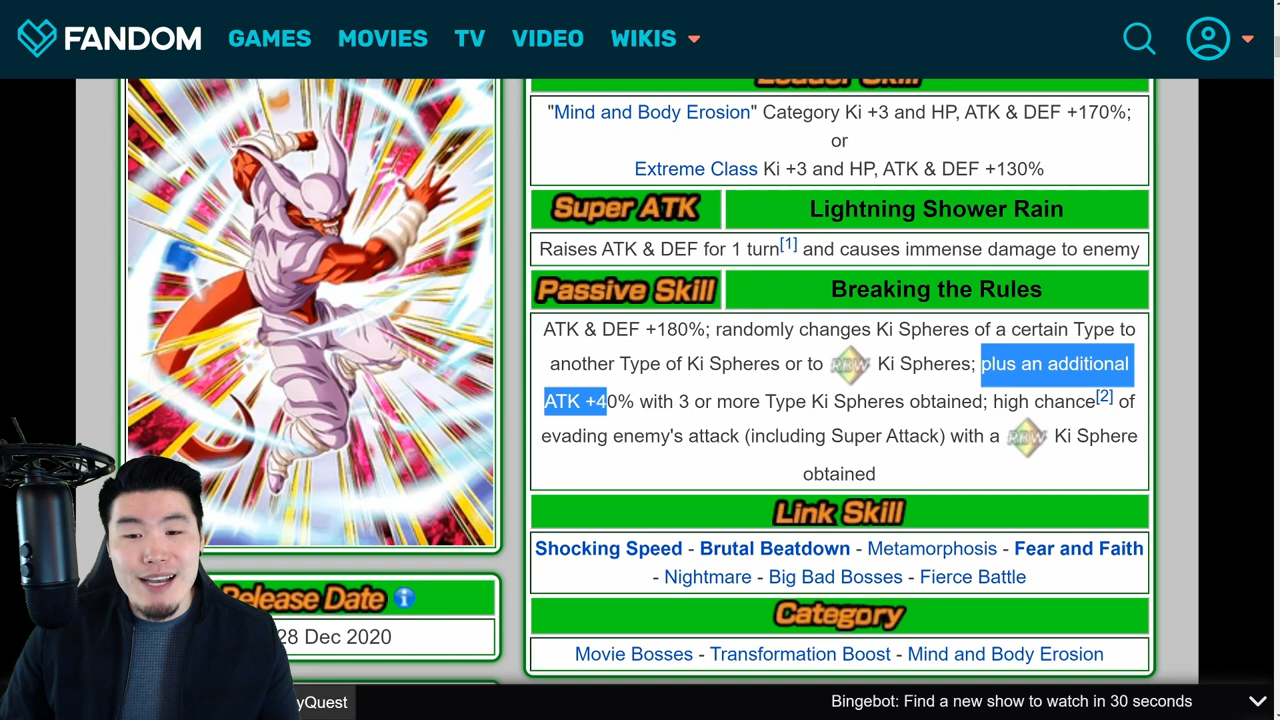 FANDOM GAMES MOVIES TV VIDEO WIKIS
Leader Skill
"Mind and Body Erosion" Category Ki +3 and HP, ATK & DEF +170%;
or
Extreme Class Ki +3 and HP, ATK & DEF +130%
Super ATK Lightning Shower Rain
Raises ATK & DEF for 1 turn[1] and causes immense damage to enemy
Passive Skill Breaking the Rules
ATK & DEF +180%; randomly changes Ki Spheres of a certain Type to
another Type of Ki Spheres or to RBW Ki Spheres; plus an additional
ATK +40% with 3 or more Type Ki Spheres obtained; high chance[2] of
evading enemy's attack (including Super Attack) with a RBW Ki Sphere
obtained
Link Skill
Shocking Speed - Brutal Beatdown - Metamorphosis - Fear and Faith
- Nightmare - Big Bad Bosses - Fierce Battle
Category
Movie Bosses - Transformation Boost - Mind and Body Erosion
Release Date
28 Dec 2020
yQuest
Bingebot: Find a new show to watch in 30 seconds